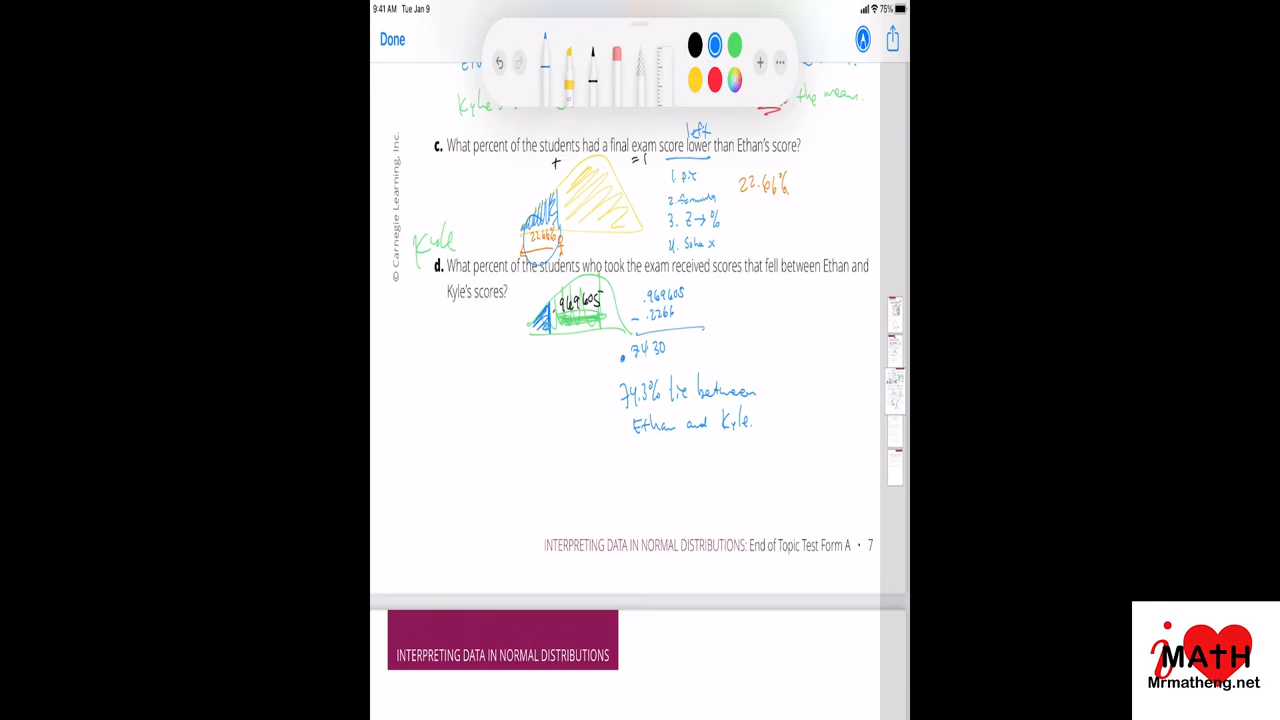 9:41 AM Tue Jan 9
75%
Done
Kyle's
the mean.
left
c. What percent of the students had a final exam score lower than Ethan's score?
+
=1
1. pic
2. formula
3. Z→%
4. Solve x
22.66%
22.66%
Kyle
© Carnegie Learning, Inc.
d. What percent of the students who took the exam received scores that fell between Ethan and
Kyle's scores?
.969605
.969605
- .2266
.7430
74.3% lie between
Ethan and Kyle.
INTERPRETING DATA IN NORMAL DISTRIBUTIONS: End of Topic Test Form A • 7
INTERPRETING DATA IN NORMAL DISTRIBUTIONS
i
MATH
Mrmatheng.net